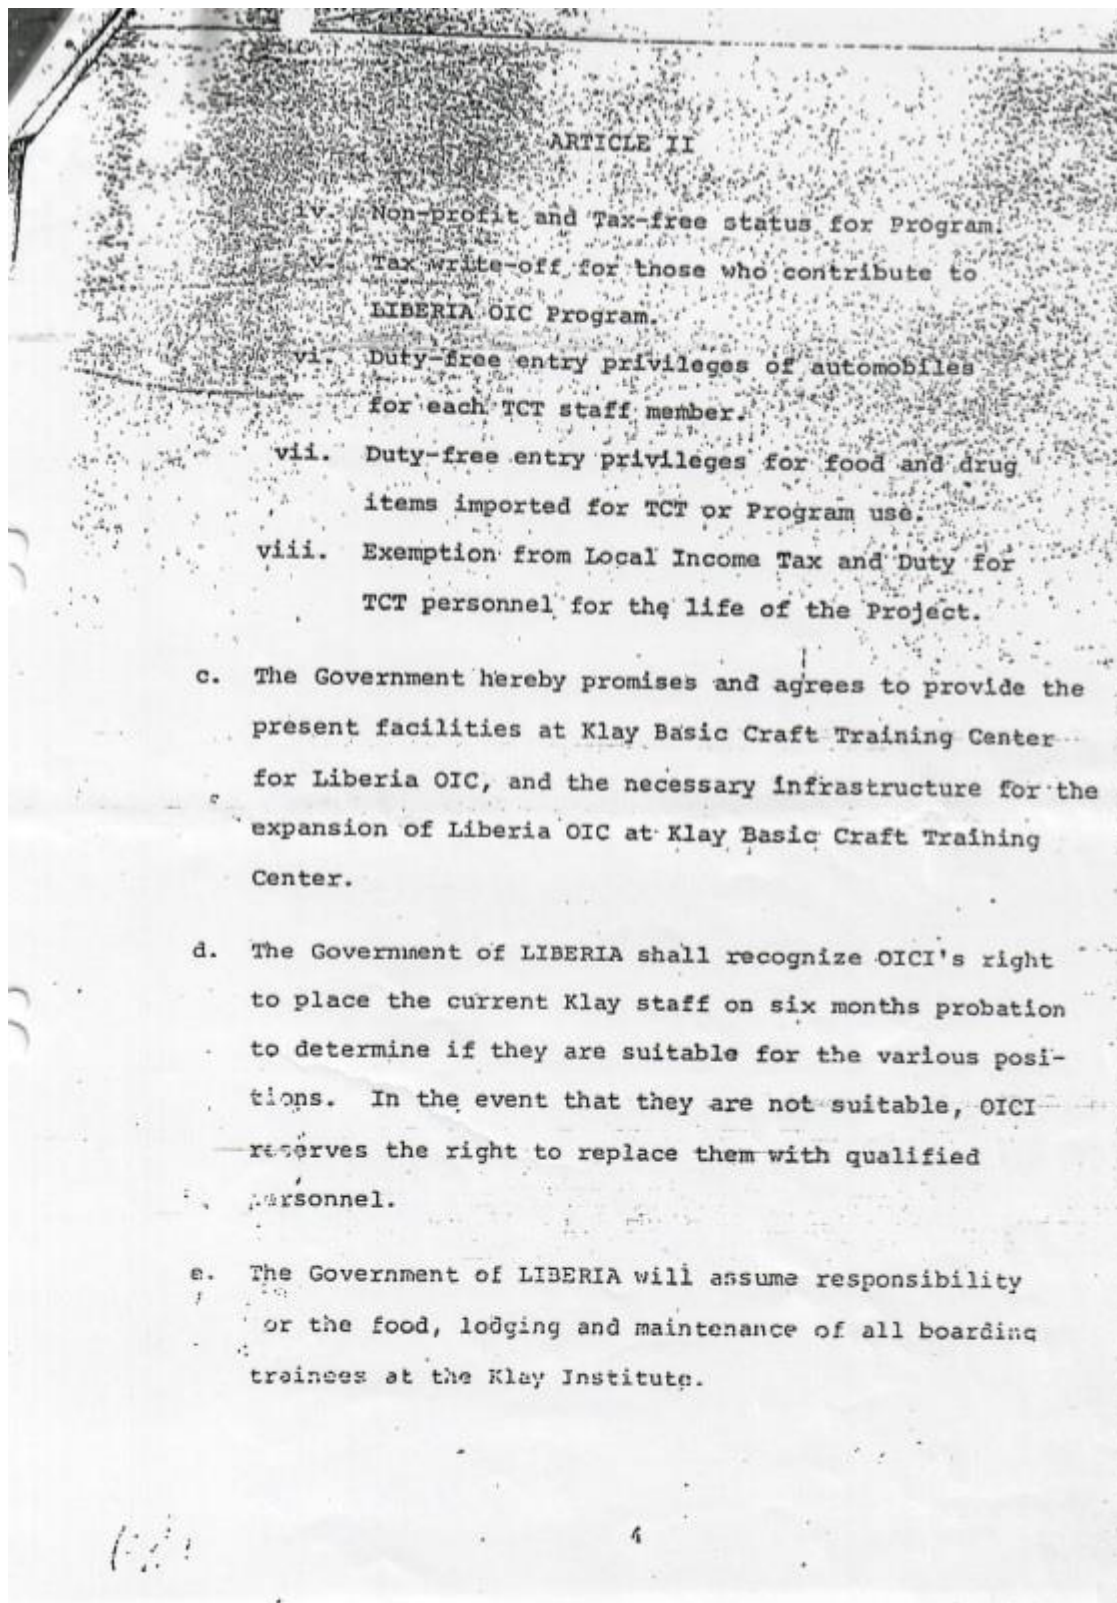 ARTICLE II
iv. Non-profit and Tax-free status for Program.
v. Tax write-off for those who contribute to
LIBERIA OIC Program.
vi. Duty-free entry privileges of automobiles
for each TCT staff member.
vii. Duty-free entry privileges for food and drug
items imported for TCT or Program use.
viii. Exemption from Local Income Tax and Duty for
TCT personnel for the life of the Project.
c. The Government hereby promises and agrees to provide the
present facilities at Klay Basic Craft Training Center
for Liberia OIC, and the necessary infrastructure for the
expansion of Liberia OIC at Klay Basic Craft Training
Center.
d. The Government of LIBERIA shall recognize OICI's right
to place the current Klay staff on six months probation
to determine if they are suitable for the various posi-
tions. In the event that they are not suitable, OICI
reserves the right to replace them with qualified
personnel.
e. The Government of LIBERIA will assume responsibility
or the food, lodging and maintenance of all boarding
trainees at the Klay Institute.
4